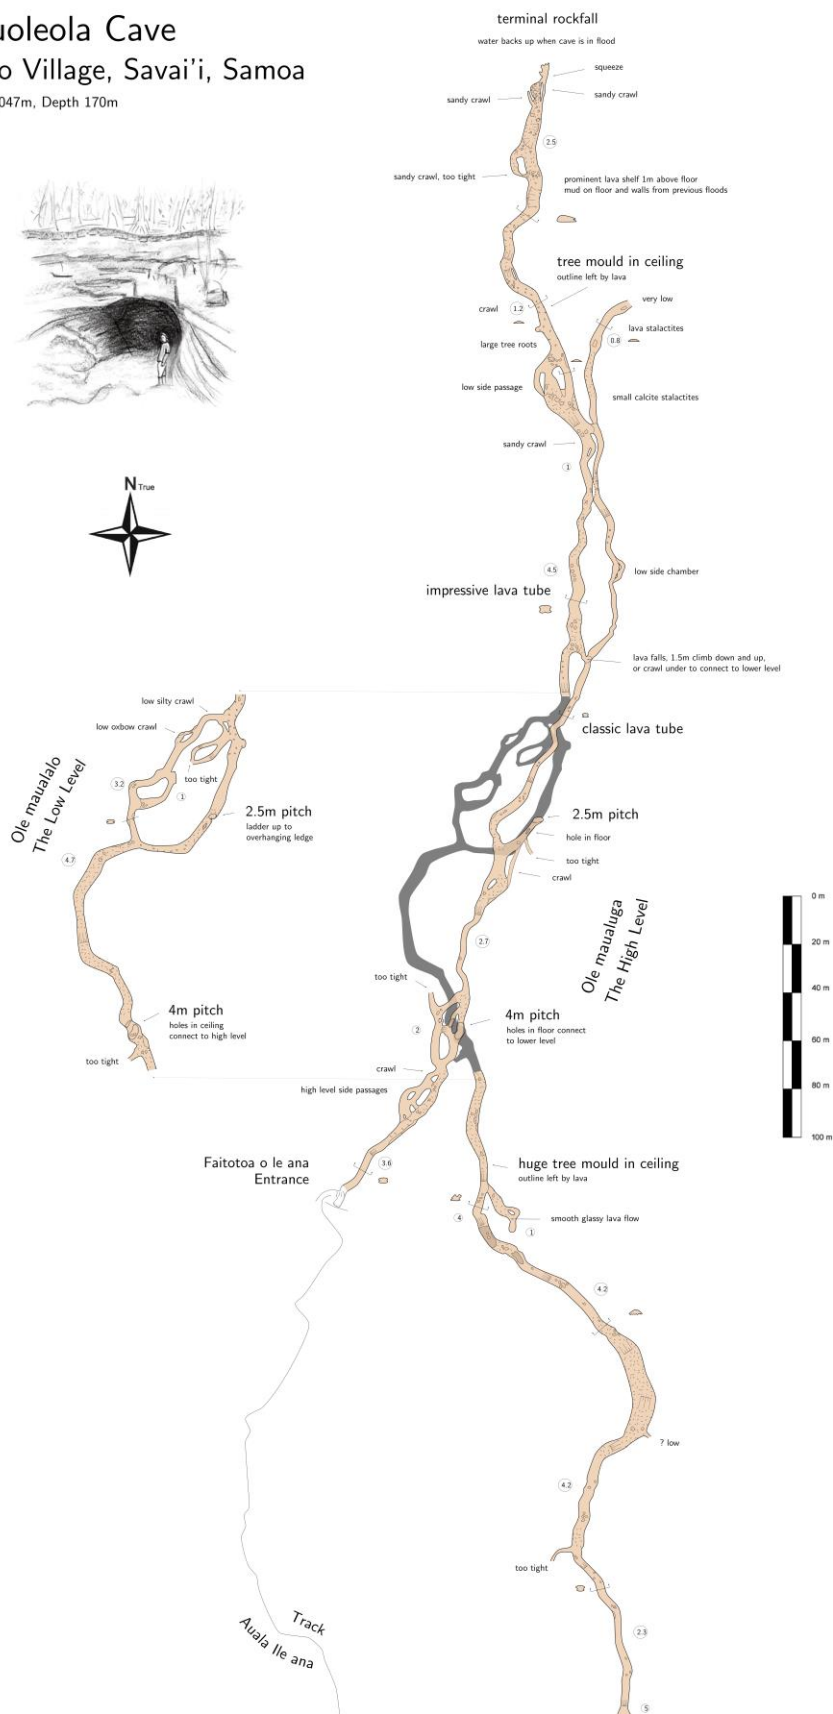 uoleola Cave
o Village, Savai'i, Samoa
047m, Depth 170m
terminal rockfall
water backs up when cave is in flood
squeeze
sandy crawl
sandy crawl
2.5
sandy crawl, too tight
prominent lava shelf 1m above floor
mud on floor and walls from previous floods
tree mould in ceiling
outline left by lava
very low
crawl
1.2
lava stalactites
0.8
large tree roots
low side passage
small calcite stalactites
sandy crawl
1
N True
4.5
low side chamber
impressive lava tube
lava falls, 1.5m climb down and up,
or crawl under to connect to lower level
low silty crawl
low oxbow crawl
classic lava tube
too tight
3.2
1
Ole maualalo
The Low Level
2.5m pitch
ladder up to
overhanging ledge
2.5m pitch
hole in floor
too tight
crawl
4.7
Ole maualuga
The High Level
0 m
20 m
40 m
60 m
80 m
100 m
2.7
too tight
4m pitch
holes in ceiling
connect to high level
too tight
4m pitch
holes in floor connect
to lower level
2
crawl
high level side passages
Faitotoa o le ana
Entrance
3.6
huge tree mould in ceiling
outline left by lava
4
smooth glassy lava flow
1
4.2
? low
4.2
too tight
Track
Auala Ile ana
2.3
5